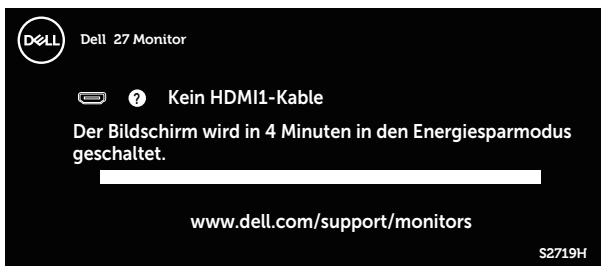 DELL
Dell 27 Monitor
? Kein HDMI1-Kable
Der Bildschirm wird in 4 Minuten in den Energiesparmodus
geschaltet.
www.dell.com/support/monitors
S2719H